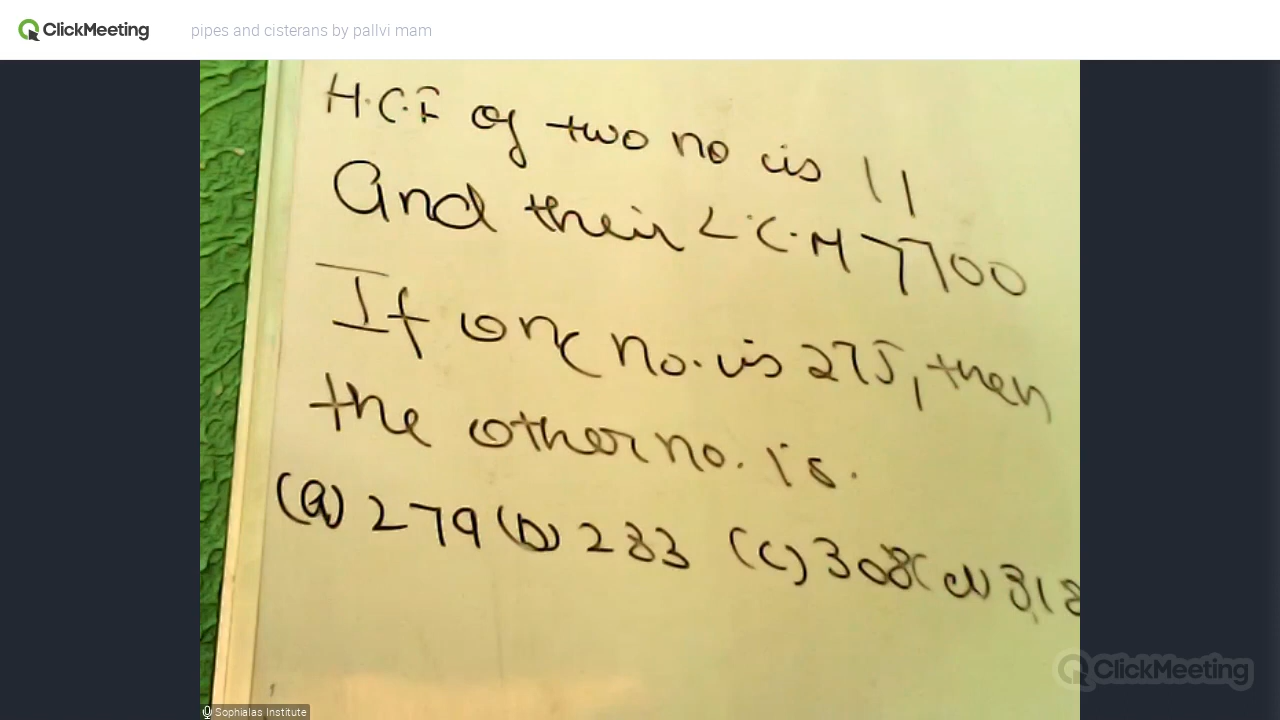 ClickMeeting
pipes and cisterans by pallvi mam
H.C.F of two no is 11
And their L.C.M 7700
If one no. is 275, then
the other no. is.
(a) 279 (b) 283 (c) 308 (d) 318
ClickMeeting
Sophialas Institute